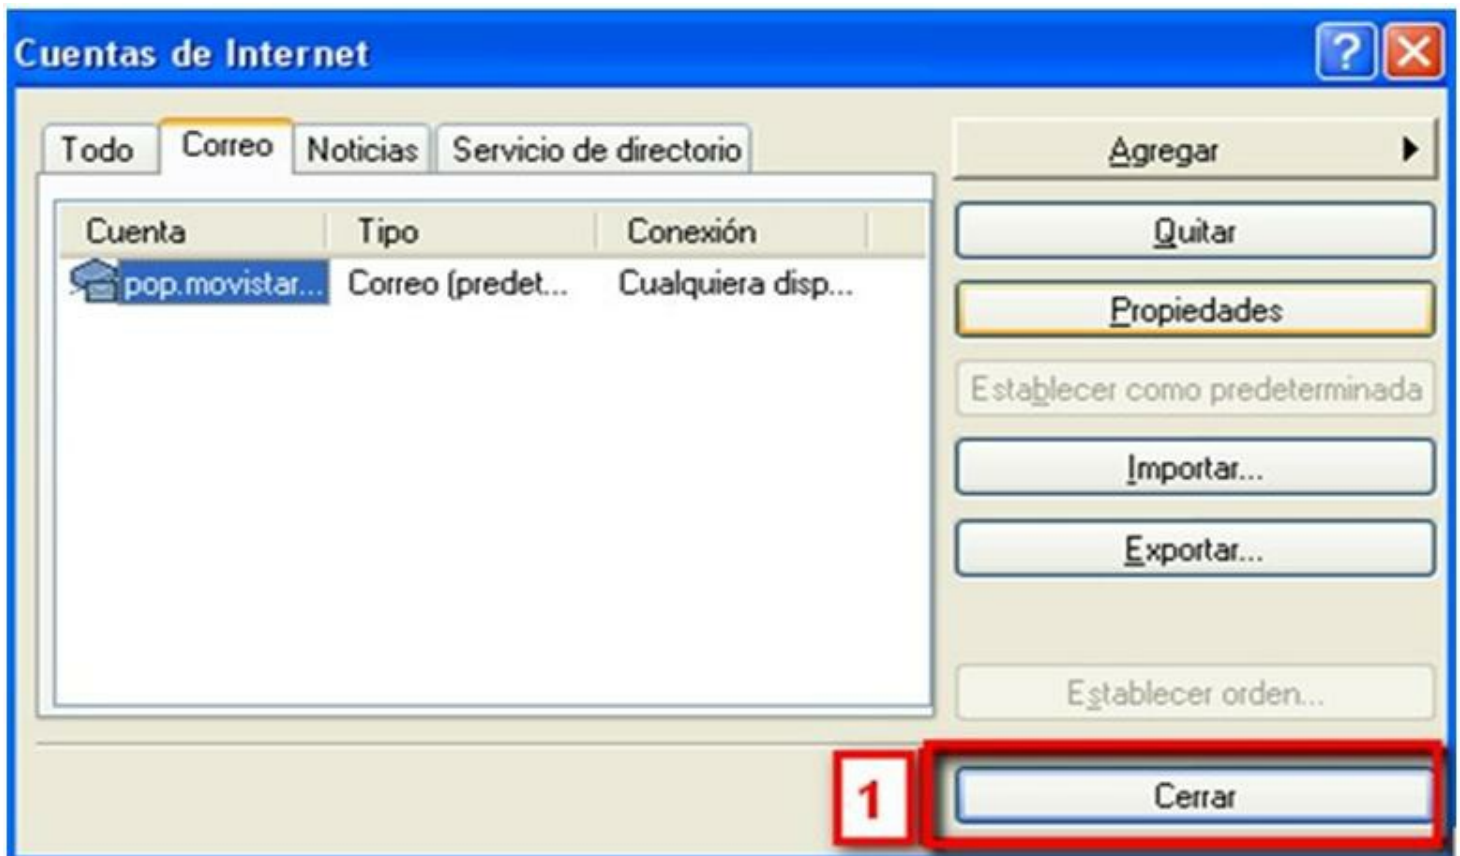 Cuentas de Internet
Todo Correo Noticias Servicio de directorio
Cuenta Tipo Conexión
pop.movistar... Correo (predet... Cualquiera disp...
Agregar
Quitar
Propiedades
Establecer como predeterminada
Importar...
Exportar...
Establecer orden...
1 Cerrar